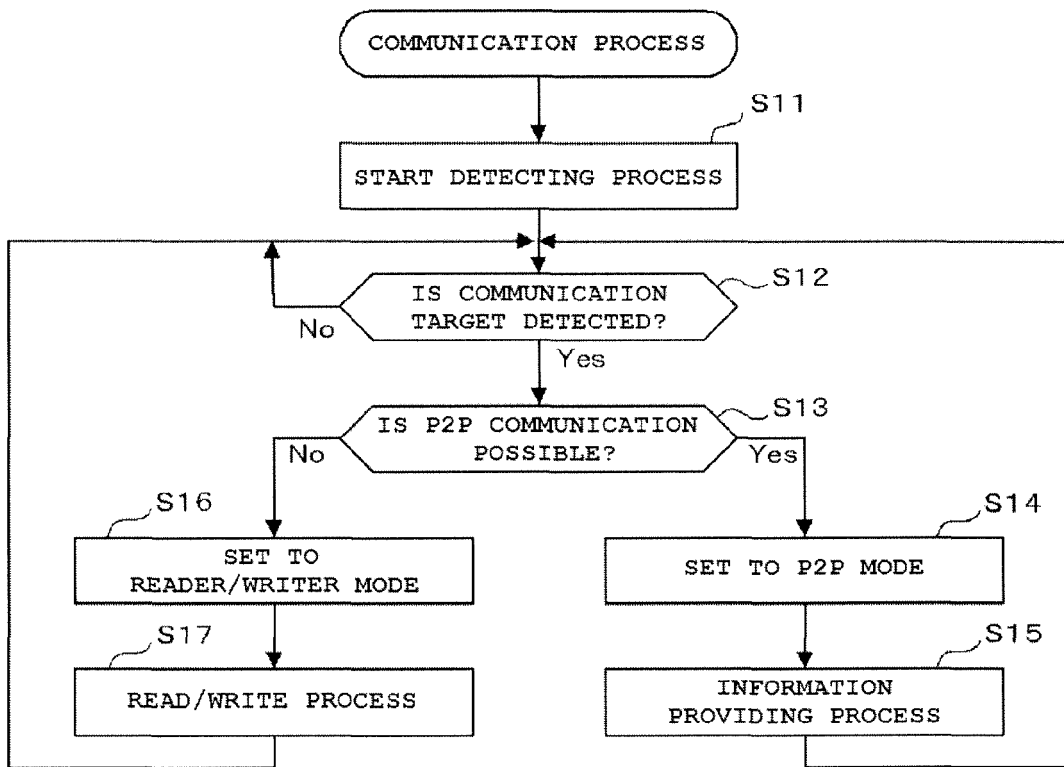 COMMUNICATION PROCESS
S11
START DETECTING PROCESS
S12
IS COMMUNICATION
TARGET DETECTED?
No
Yes
S13
IS P2P COMMUNICATION
POSSIBLE?
No
Yes
S16
SET TO
READER/WRITER MODE
S14
SET TO P2P MODE
S17
READ/WRITE PROCESS
S15
INFORMATION
PROVIDING PROCESS